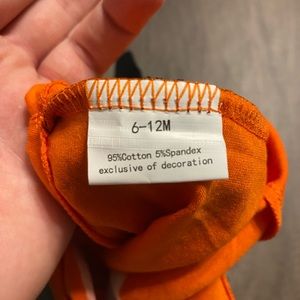 6-12M
95%Cotton 5%Spandex
exclusive of decoration